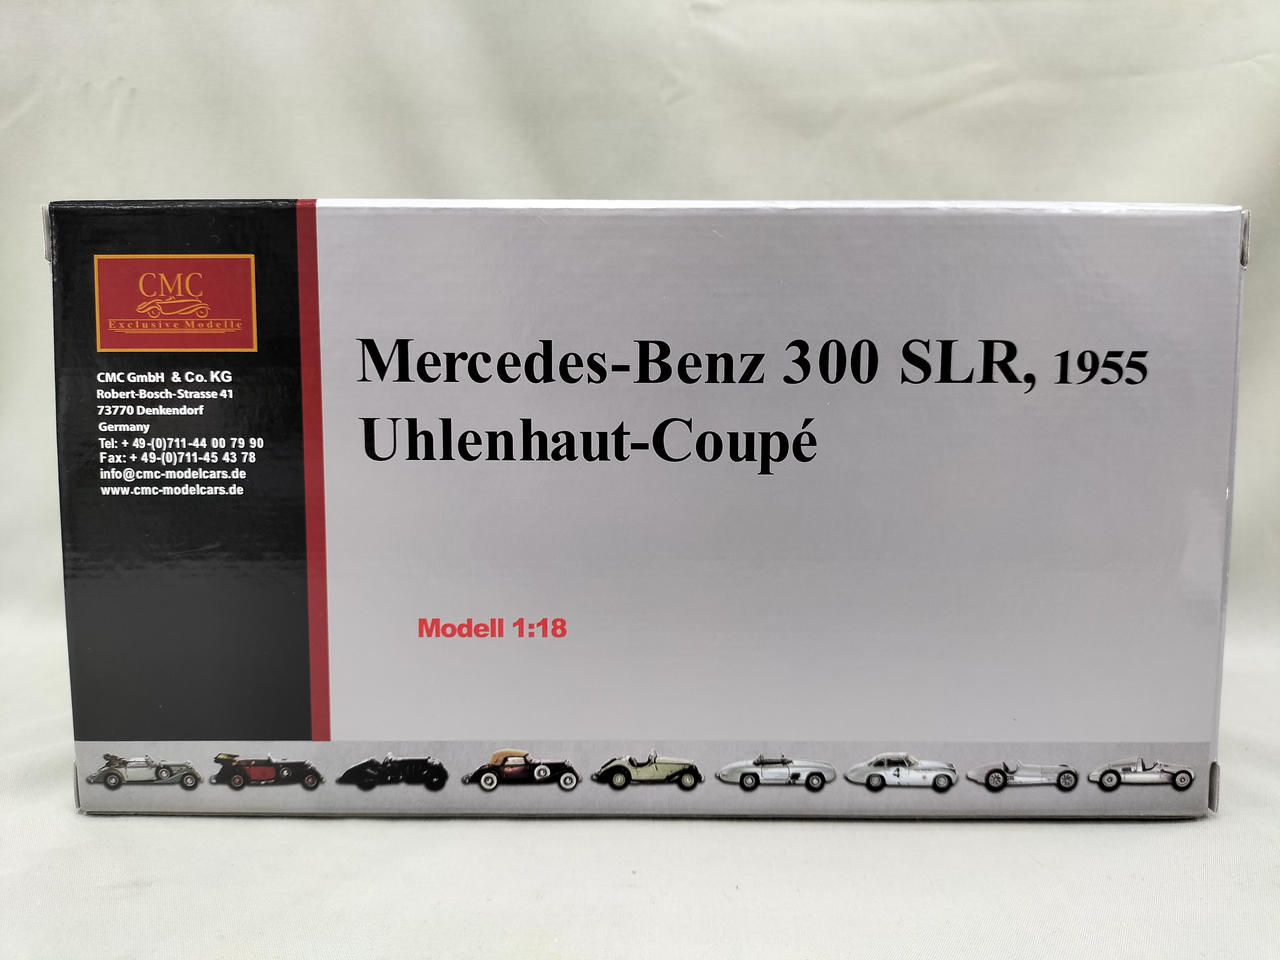 CMC
Exclusive Modelle
CMC GmbH & Co. KG
Robert-Bosch-Strasse 41
73770 Denkendorf
Germany
Tel: + 49-(0)711-44 00 79 90
Fax: + 49-(0)711-45 43 78
info@cmc-modelcars.de
www.cmc-modelcars.de
Mercedes-Benz 300 SLR, 1955
Uhlenhaut-Coupé
Modell 1:18
4